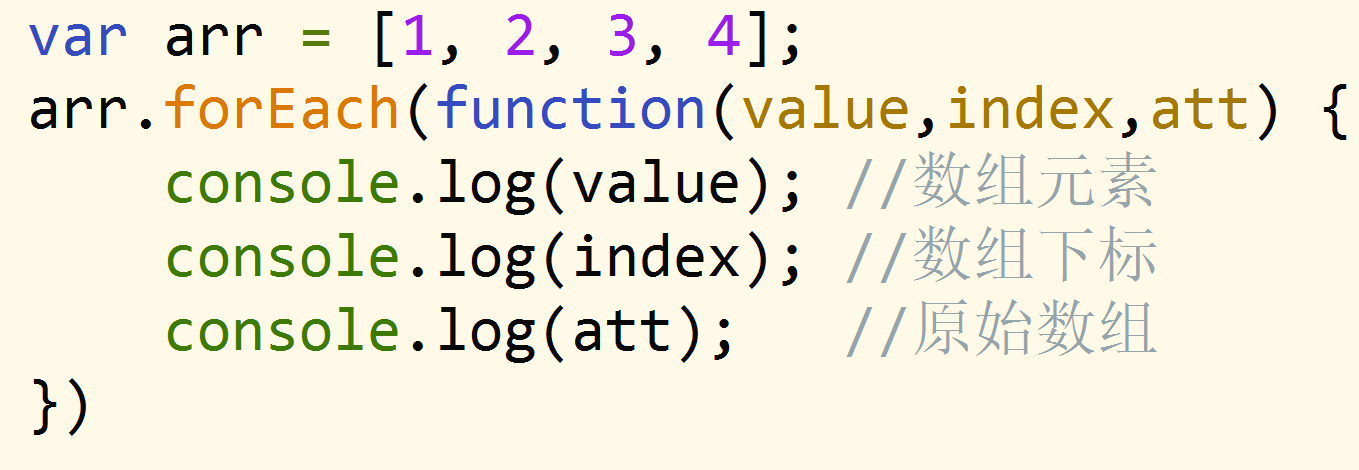 var arr = [1, 2, 3, 4];
arr.forEach(function(value,index,att) {
    console.log(value); //数组元素
    console.log(index); //数组下标
    console.log(att);   //原始数组
})